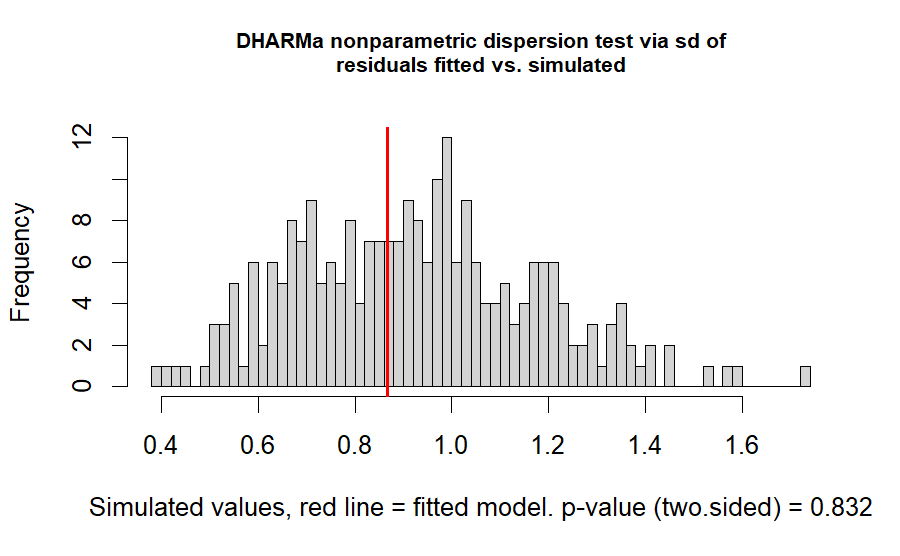 DHARMa nonparametric dispersion test via sd of
residuals fitted vs. simulated
Frequency
12
8
6
4
2
0
0.4 0.6 0.8 1.0 1.2 1.4 1.6
Simulated values, red line = fitted model. p-value (two.sided) = 0.832